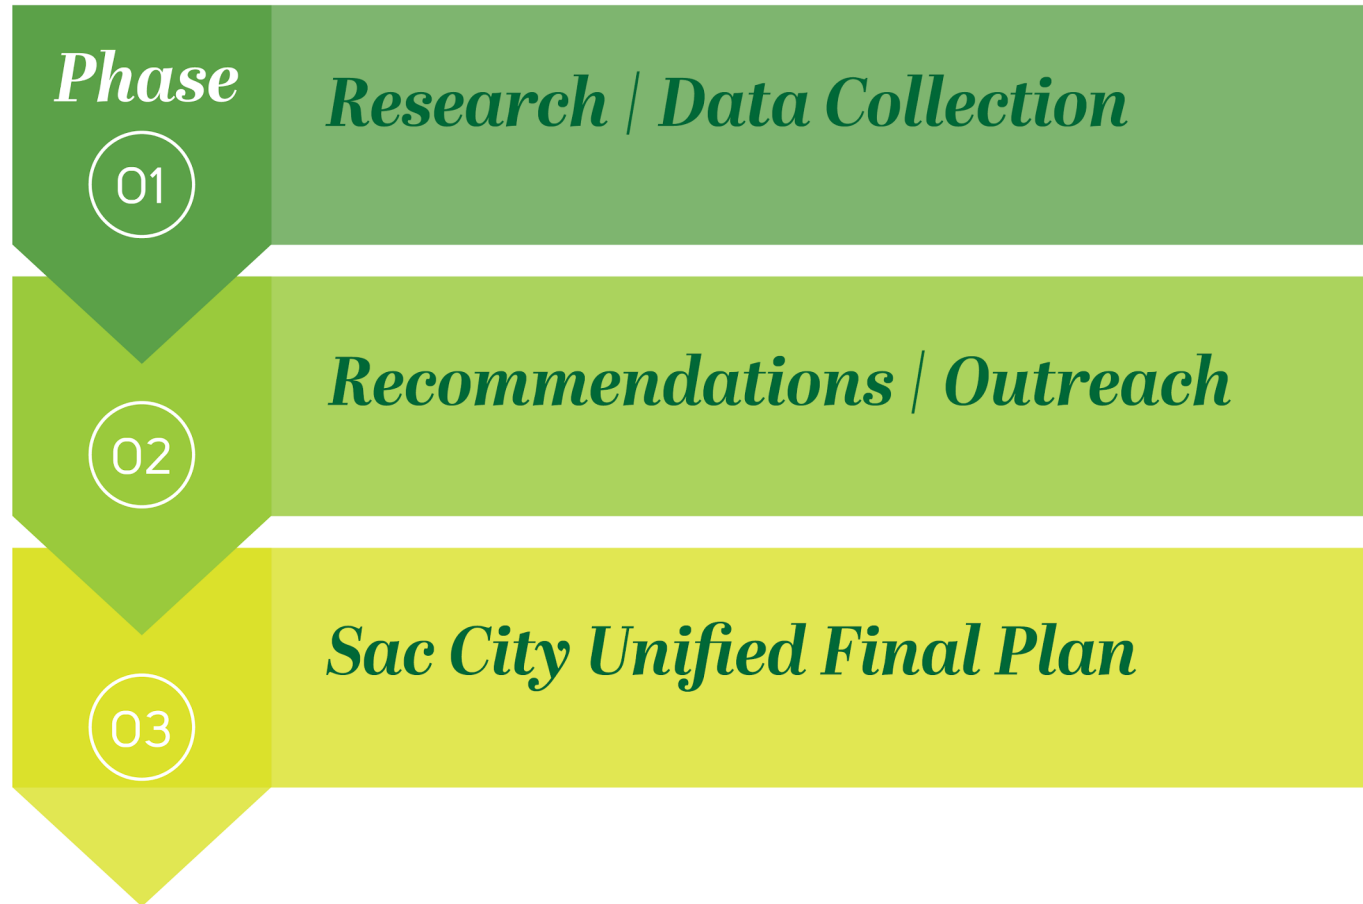 Phase
01
Research | Data Collection
02
Recommendations | Outreach
03
Sac City Unified Final Plan